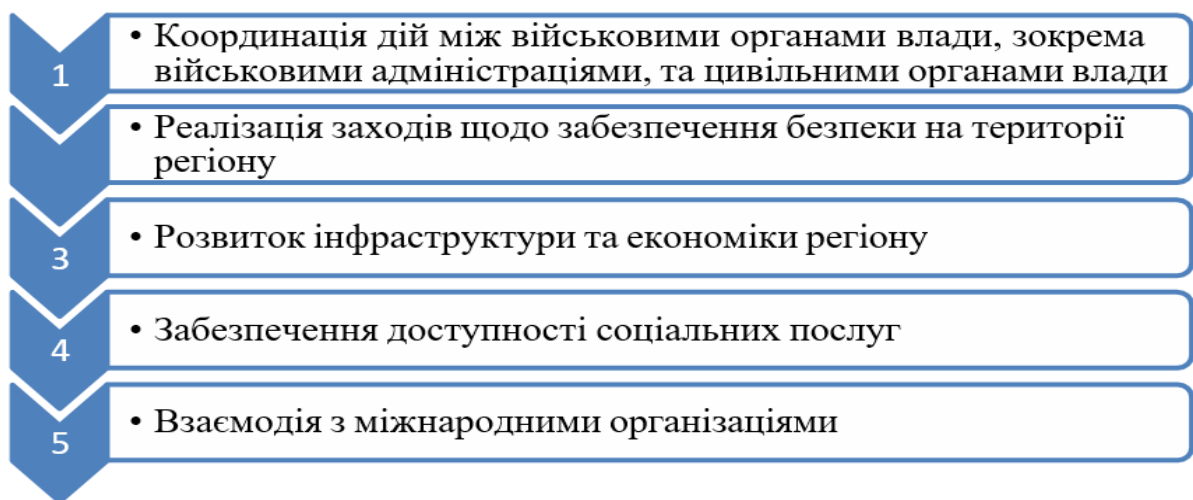 1
• Координація дій між військовими органами влади, зокрема
військовими адміністраціями, та цивільними органами влади
• Реалізація заходів щодо забезпечення безпеки на території
регіону
3
• Розвиток інфраструктури та економіки регіону
4
• Забезпечення доступності соціальних послуг
5
• Взаємодія з міжнародними організаціями